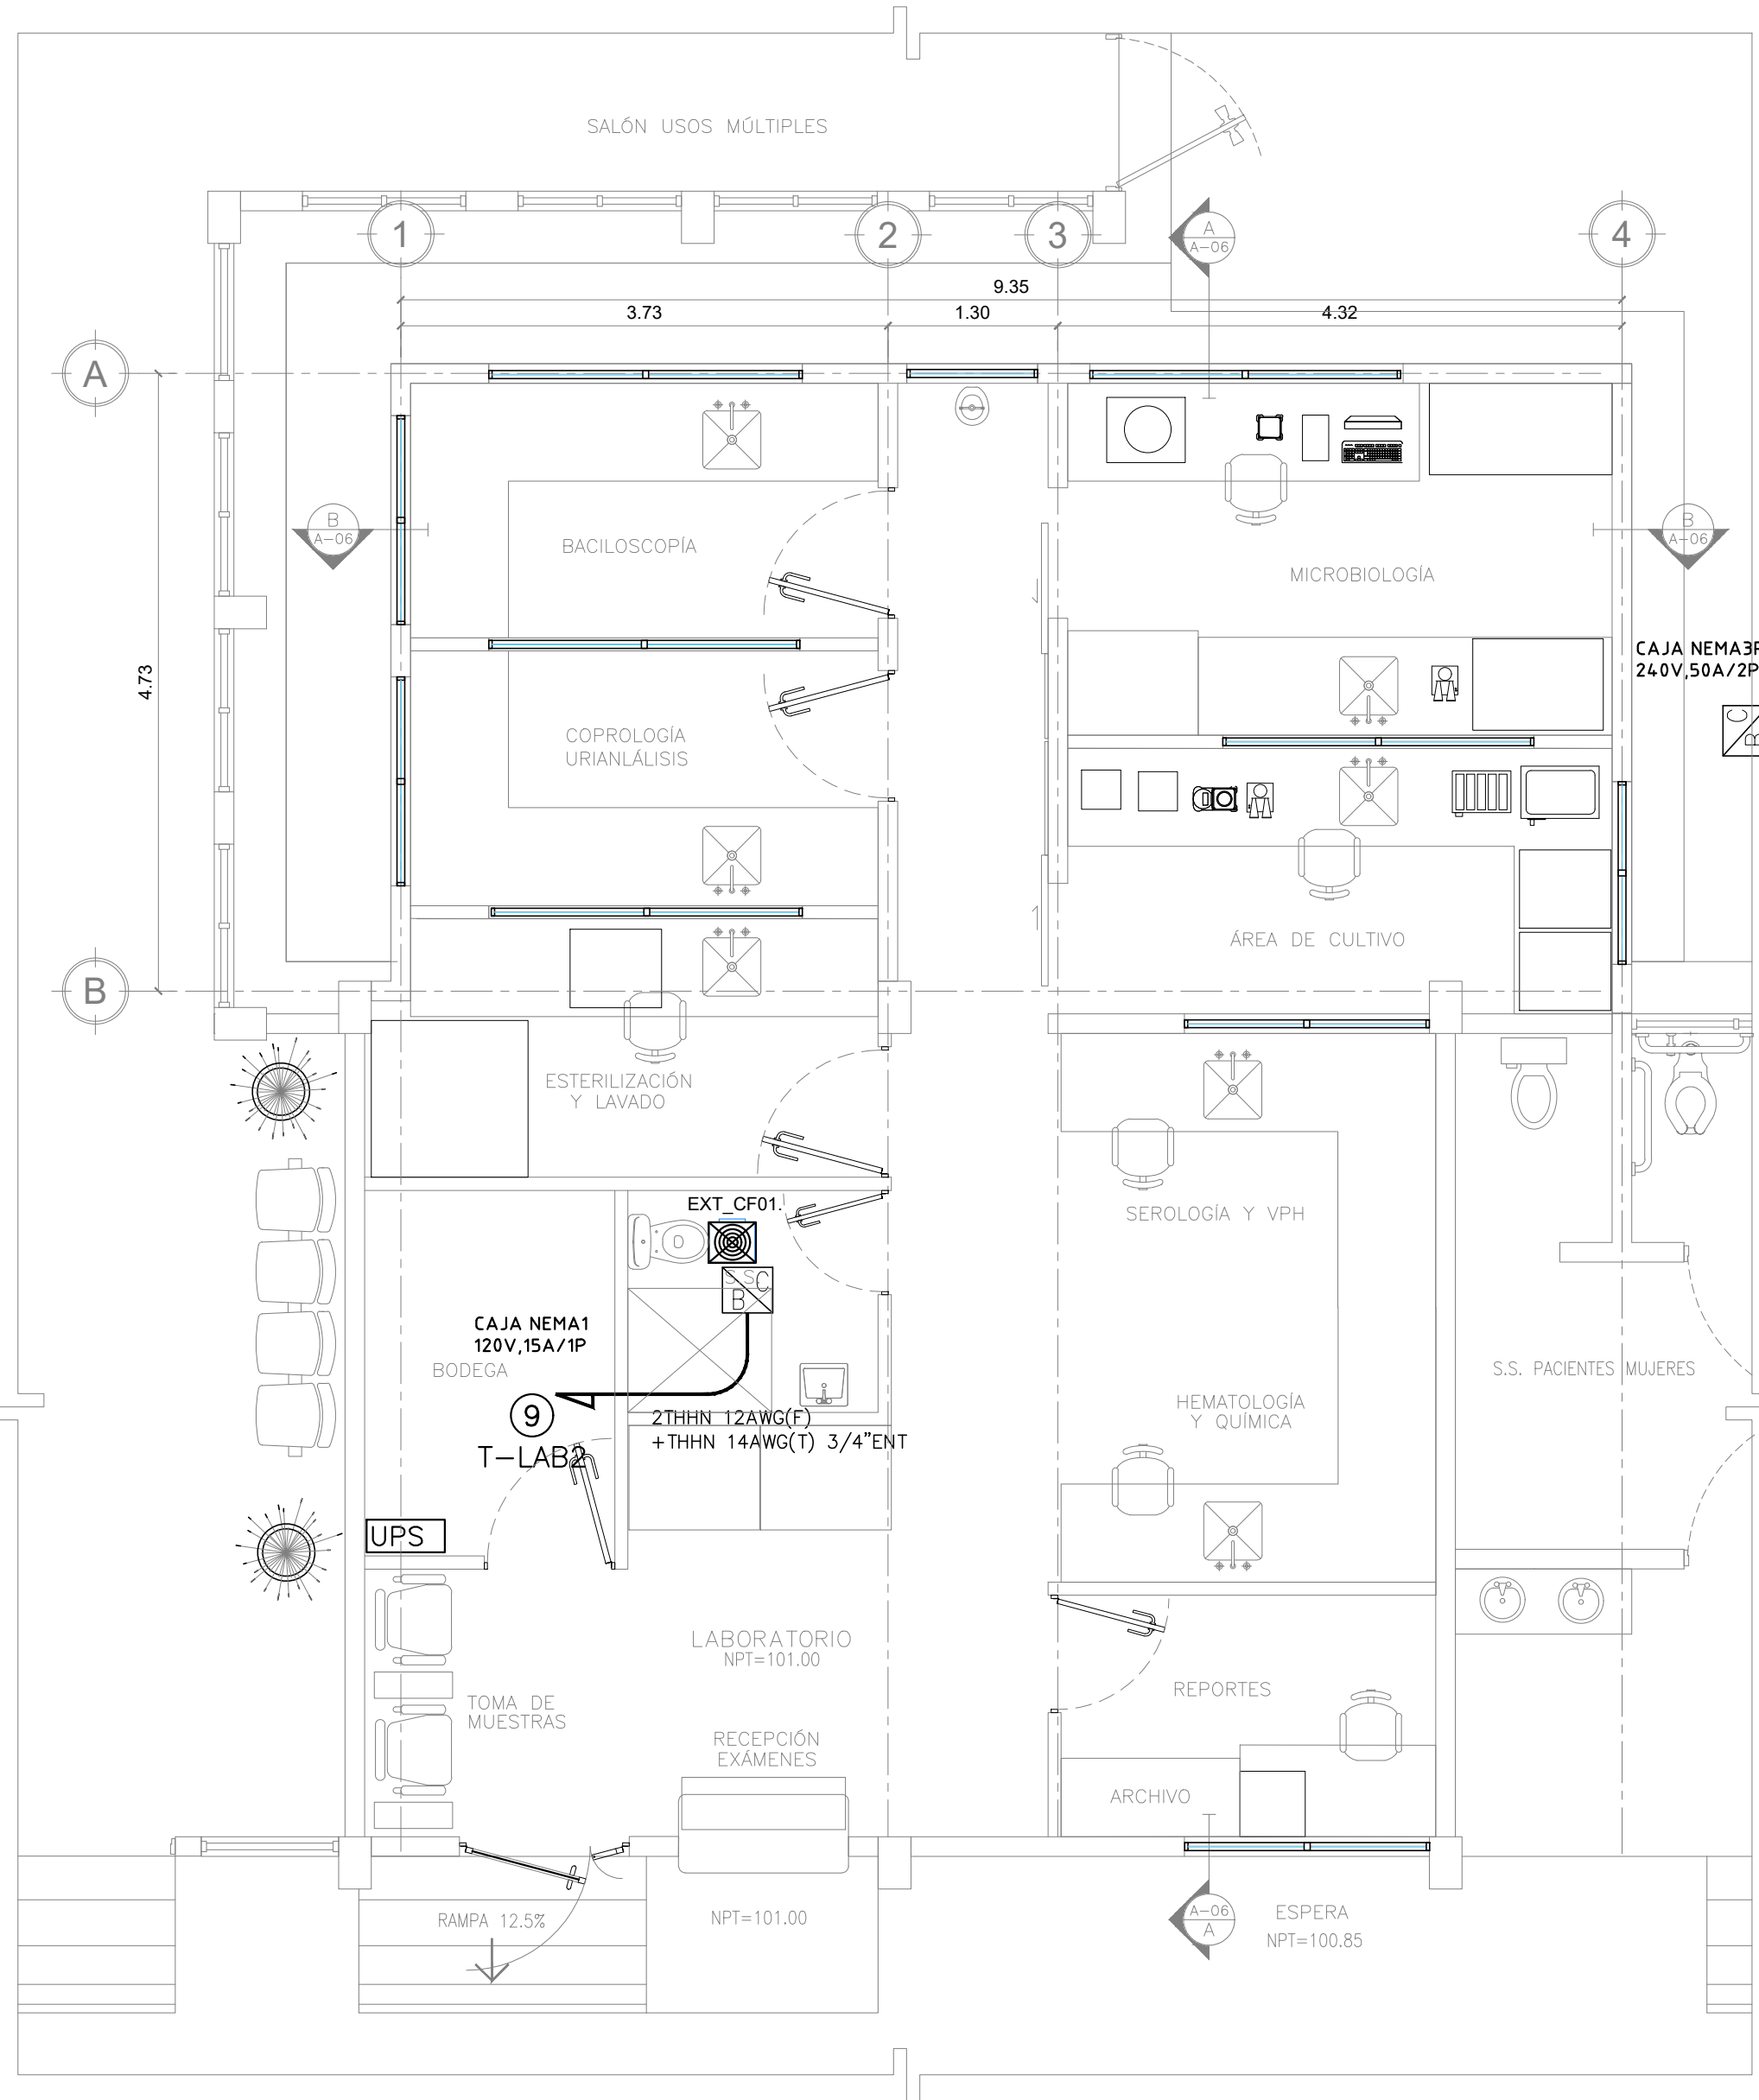 SALÓN USOS MÚLTIPLES
1
2
3
4
A
A-06
9.35
3.73
1.30
4.32
A
B
A-06
BACILOSCOPÍA
MICROBIOLOGÍA
B
A-06
CAJA NEMA3R
240V,50A/2P
C
B
4.73
COPROLOGÍA
URIANLÁLISIS
ÁREA DE CULTIVO
B
ESTERILIZACIÓN
Y LAVADO
EXT_CF01.
SEROLOGÍA Y VPH
S.S.
C
B
CAJA NEMA1
120V,15A/1P
BODEGA
S.S. PACIENTES MUJERES
HEMATOLOGÍA
Y QUÍMICA
9
2THHN 12AWG(F)
+THHN 14AWG(T) 3/4”ENT
T-LAB2
UPS
LABORATORIO
NPT=101.00
REPORTES
TOMA DE
MUESTRAS
RECEPCIÓN
EXÁMENES
ARCHIVO
RAMPA 12.5%
NPT=101.00
A-06
A
ESPERA
NPT=100.85